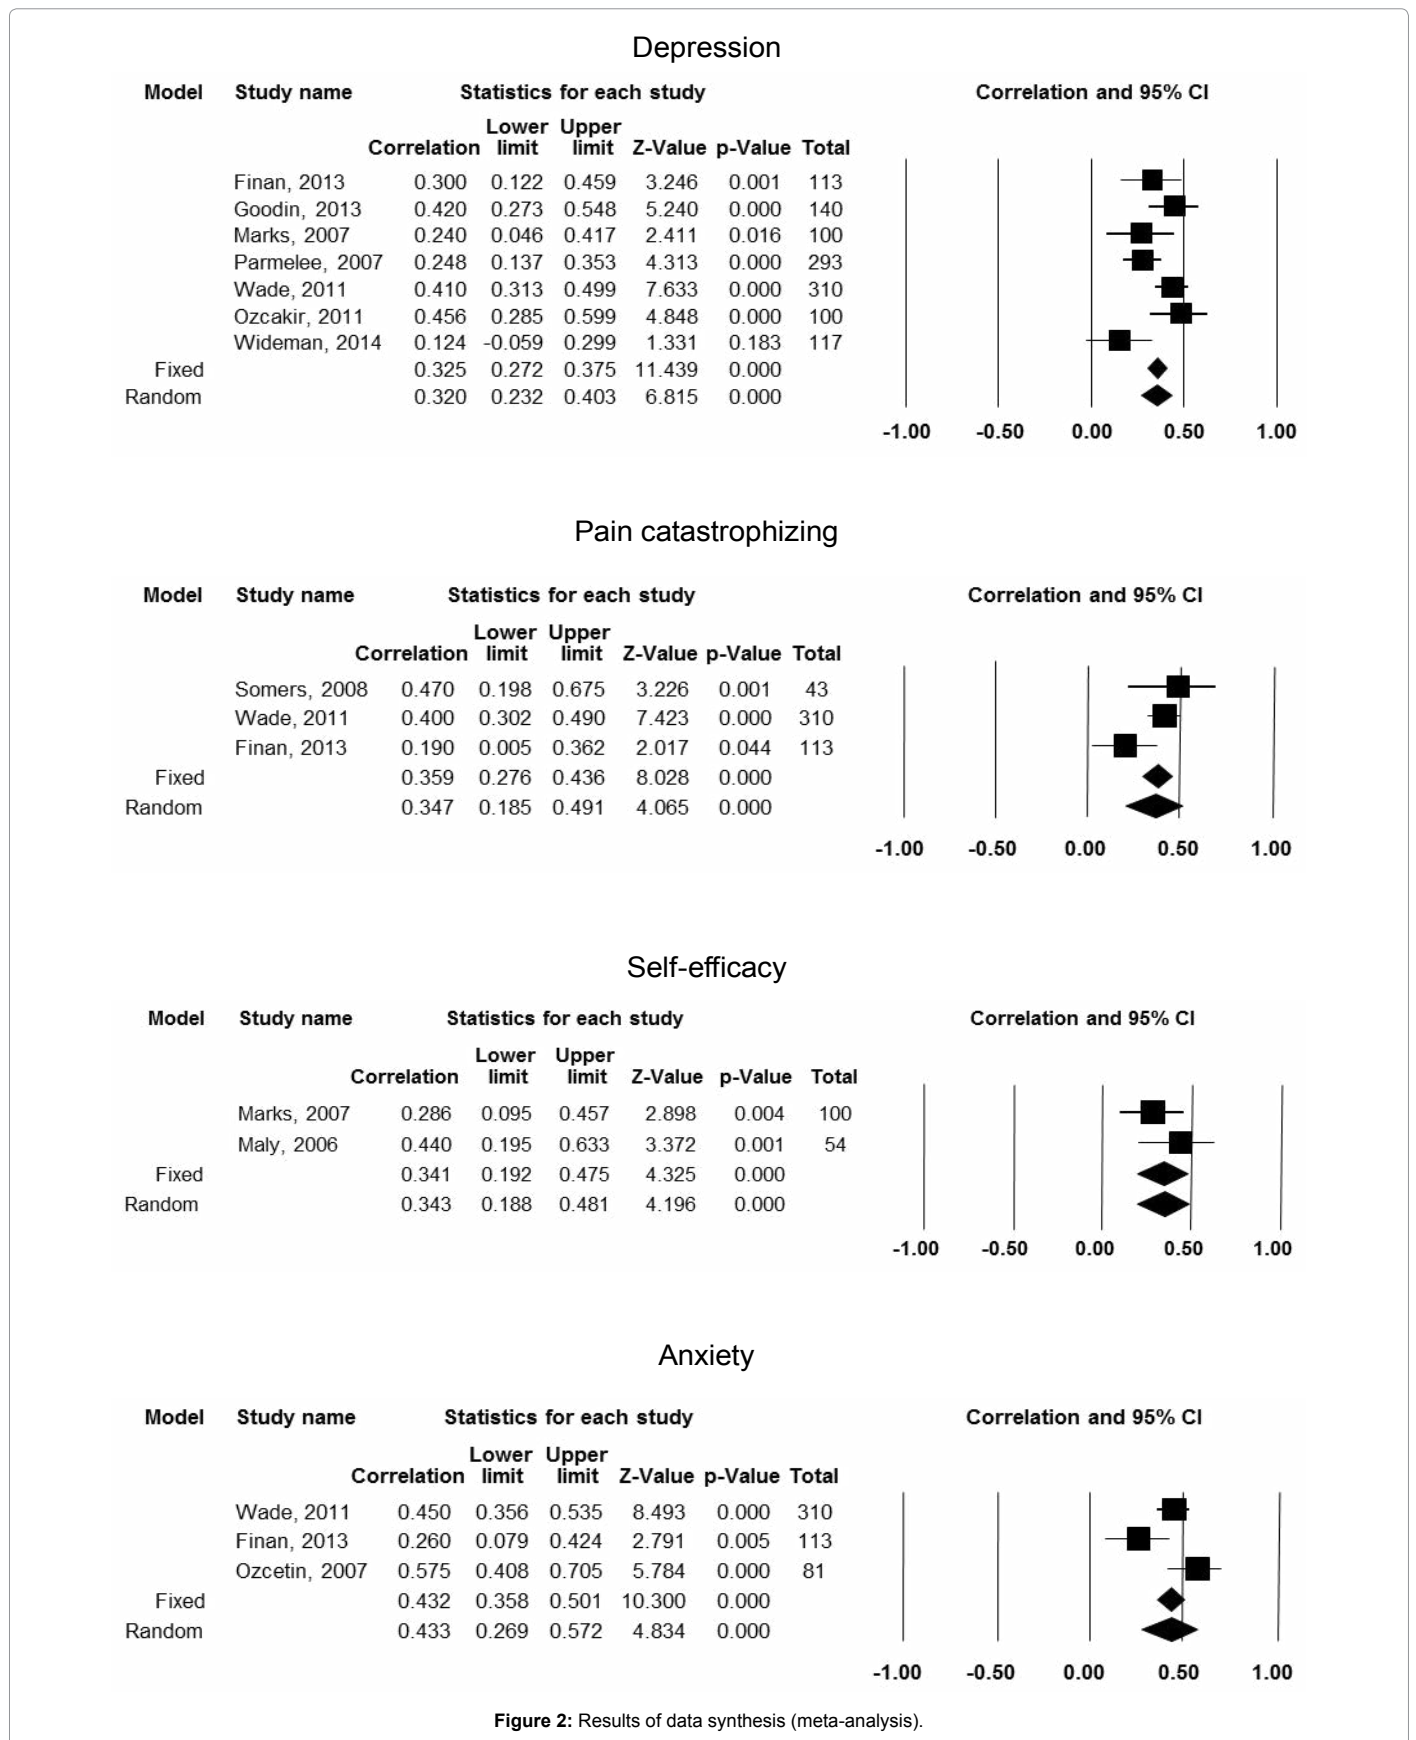 Depression
Model Study name Statistics for each study Correlation and 95% CI
Lower Upper
Correlation limit limit Z-Value p-Value Total
Finan, 2013 0.300 0.122 0.459 3.246 0.001 113
Goodin, 2013 0.420 0.273 0.548 5.240 0.000 140
Marks, 2007 0.240 0.046 0.417 2.411 0.016 100
Parmelee, 2007 0.248 0.137 0.353 4.313 0.000 293
Wade, 2011 0.410 0.313 0.499 7.633 0.000 310
Ozcakir, 2011 0.456 0.285 0.599 4.848 0.000 100
Wideman, 2014 0.124 -0.059 0.299 1.331 0.183 117
Fixed 0.325 0.272 0.375 11.439 0.000
Random 0.320 0.232 0.403 6.815 0.000
-1.00 -0.50 0.00 0.50 1.00
Pain catastrophizing
Model Study name Statistics for each study Correlation and 95% CI
Lower Upper
Correlation limit limit Z-Value p-Value Total
Somers, 2008 0.470 0.198 0.675 3.226 0.001 43
Wade, 2011 0.400 0.302 0.490 7.423 0.000 310
Finan, 2013 0.190 0.005 0.362 2.017 0.044 113
Fixed 0.359 0.276 0.436 8.028 0.000
Random 0.347 0.185 0.491 4.065 0.000
-1.00 -0.50 0.00 0.50 1.00
Self-efficacy
Model Study name Statistics for each study Correlation and 95% CI
Lower Upper
Correlation limit limit Z-Value p-Value Total
Marks, 2007 0.286 0.095 0.457 2.898 0.004 100
Maly, 2006 0.440 0.195 0.633 3.372 0.001 54
Fixed 0.341 0.192 0.475 4.325 0.000
Random 0.343 0.188 0.481 4.196 0.000
-1.00 -0.50 0.00 0.50 1.00
Anxiety
Model Study name Statistics for each study Correlation and 95% CI
Lower Upper
Correlation limit limit Z-Value p-Value Total
Wade, 2011 0.450 0.356 0.535 8.493 0.000 310
Finan, 2013 0.260 0.079 0.424 2.791 0.005 113
Ozcetin, 2007 0.575 0.408 0.705 5.784 0.000 81
Fixed 0.432 0.358 0.501 10.300 0.000
Random 0.433 0.269 0.572 4.834 0.000
-1.00 -0.50 0.00 0.50 1.00
Figure 2: Results of data synthesis (meta-analysis).